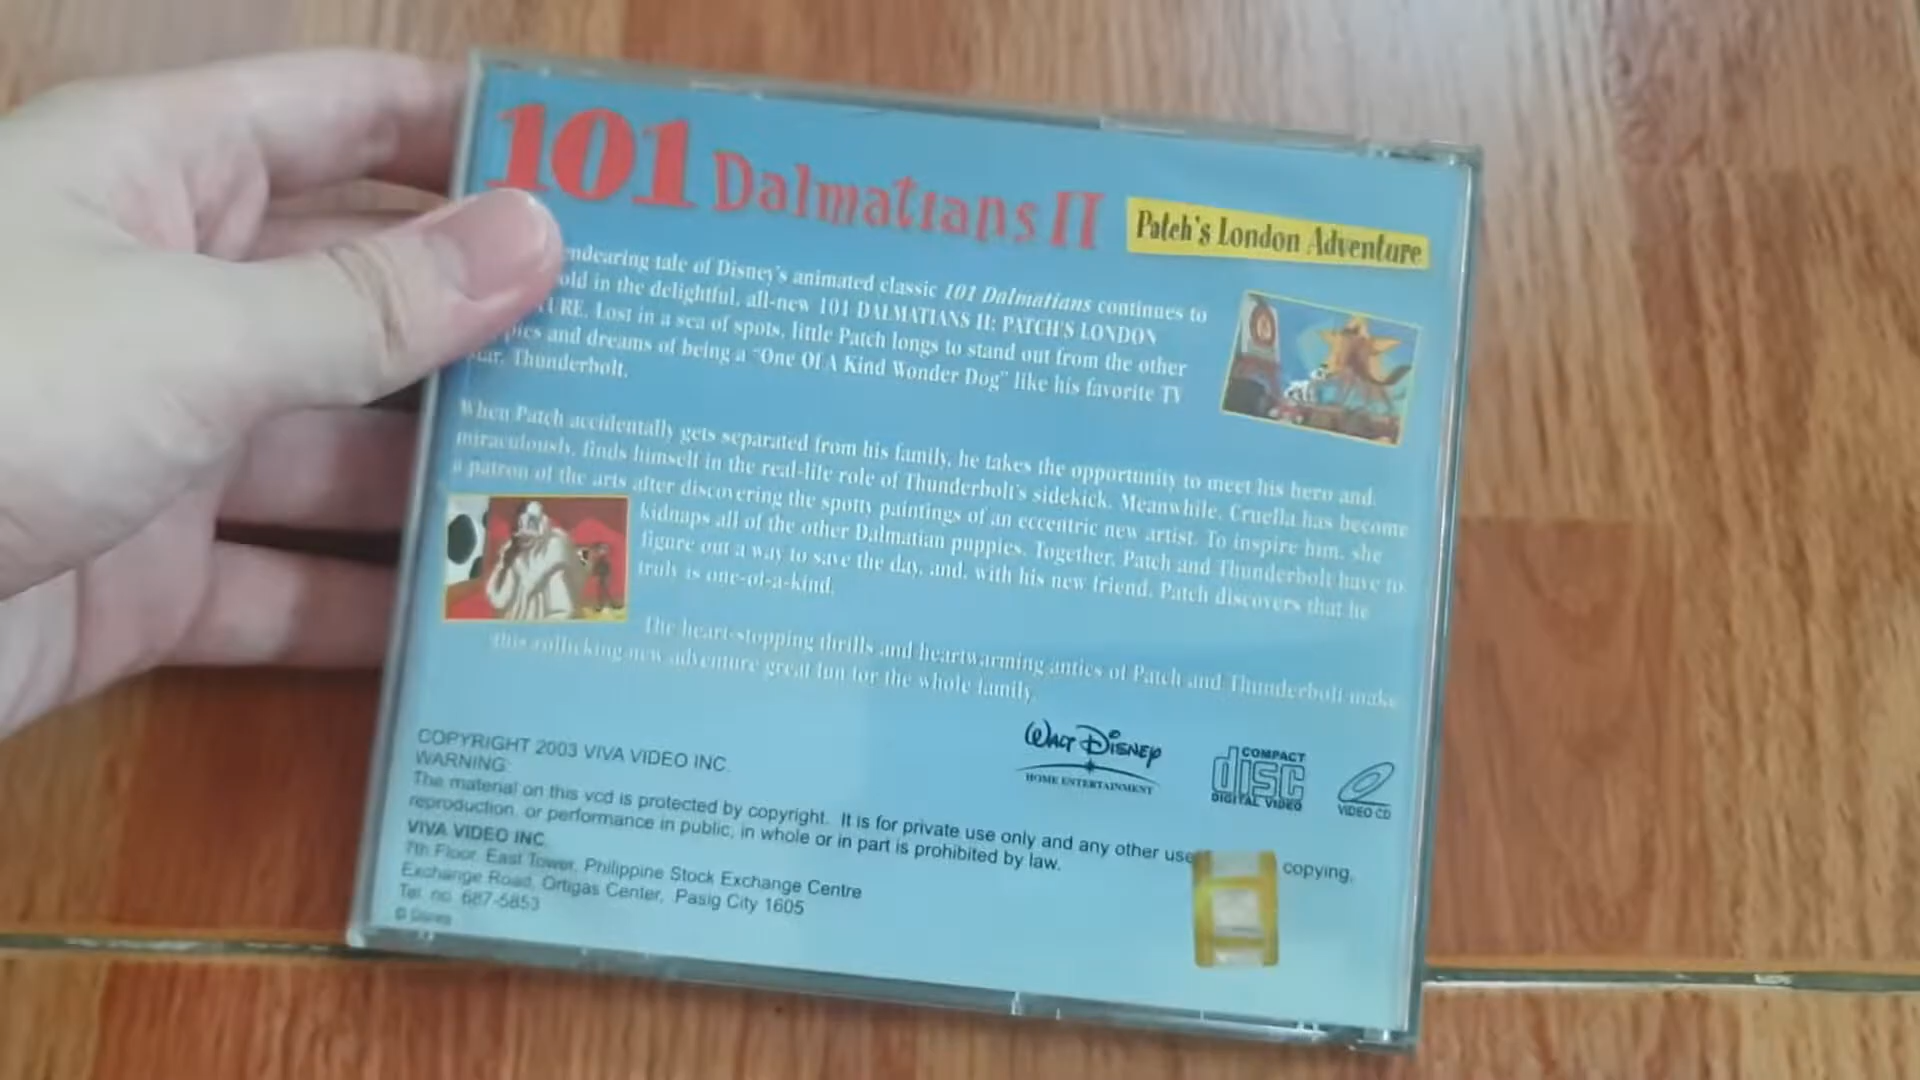 101 Dalmatians II Patch's London Adventure
endearing tale of Disney's animated classic 101 Dalmatians continues to
old in the delightful, all-new 101 DALMATIANS II: PATCH'S LONDON
URE. Lost in a sea of spots, little Patch longs to stand out from the other
and dreams of being a "One Of A Kind Wonder Dog" like his favorite TV
star, Thunderbolt.
When Patch accidentally gets separated from his family, he takes the opportunity to meet his hero and,
miraculously, finds himself in the real-life role of Thunderbolt's sidekick. Meanwhile, Cruella has become
a patron of the arts after discovering the spotty paintings of an eccentric new artist. To inspire him, she
kidnaps all of the other Dalmatian puppies. Together, Patch and Thunderbolt have to
figure out a way to save the day, and, with his new friend, Patch discovers that he
truly is one-of-a-kind.
The heart-stopping thrills and heartwarming antics of Patch and Thunderbolt make
this rollicking new adventure great fun for the whole family.
WALT DISNEY
HOME ENTERTAINMENT
COMPACT
disc
DIGITAL VIDEO
VIDEO CD
COPYRIGHT 2003 VIVA VIDEO INC.
WARNING:
The material on this vcd is protected by copyright. It is for private use only and any other use copying,
reproduction, or performance in public, in whole or in part is prohibited by law.
VIVA VIDEO INC.
7th Floor, East Tower, Philippine Stock Exchange Centre
Exchange Road, Ortigas Center, Pasig City 1605
Tel. no. 687-5853
© Disney